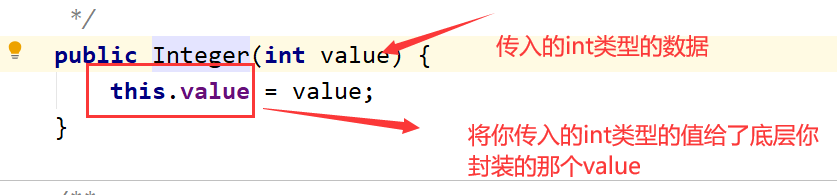 */
public Integer(int value) {
传入的int类型的数据
this.value = value;
}
将你传入的int类型的值给了底层你
封装的那个value
/**